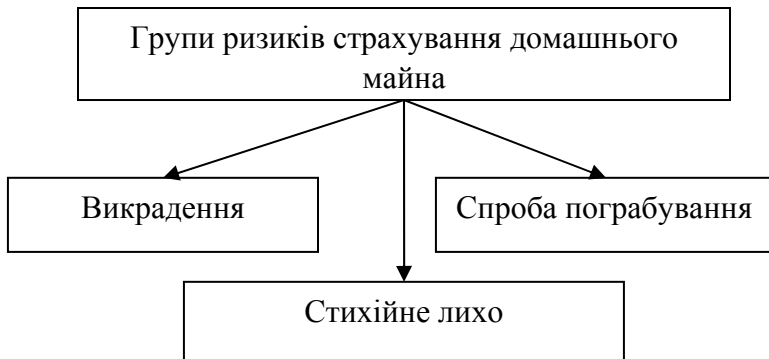 Групи ризиків страхування домашнього
майна
Викрадення
Спроба пограбування
Стихійне лихо